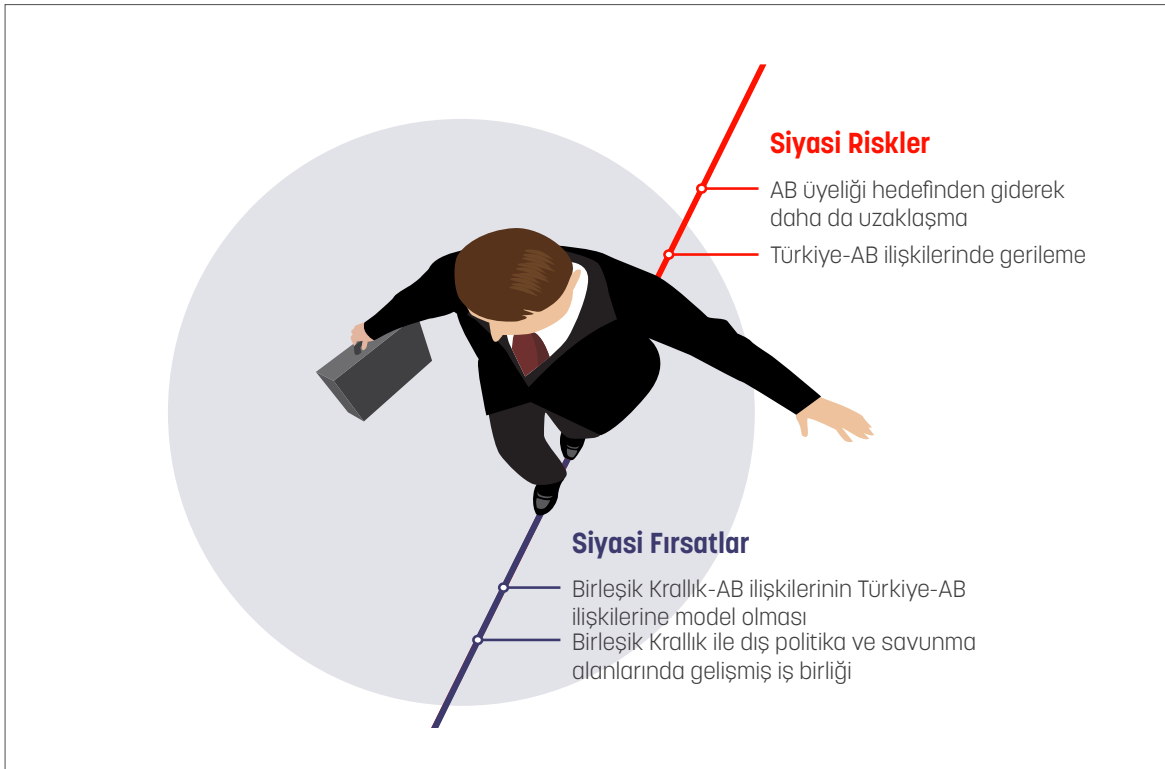 Siyasi Riskler
AB üyeliği hedefinden giderek
daha da uzaklaşma
Türkiye-AB ilişkilerinde gerileme
Siyasi Fırsatlar
Birleşik Krallık-AB ilişkilerinin Türkiye-AB
ilişkilerine model olması
Birleşik Krallık ile dış politika ve savunma
alanlarında gelişmiş iş birliği